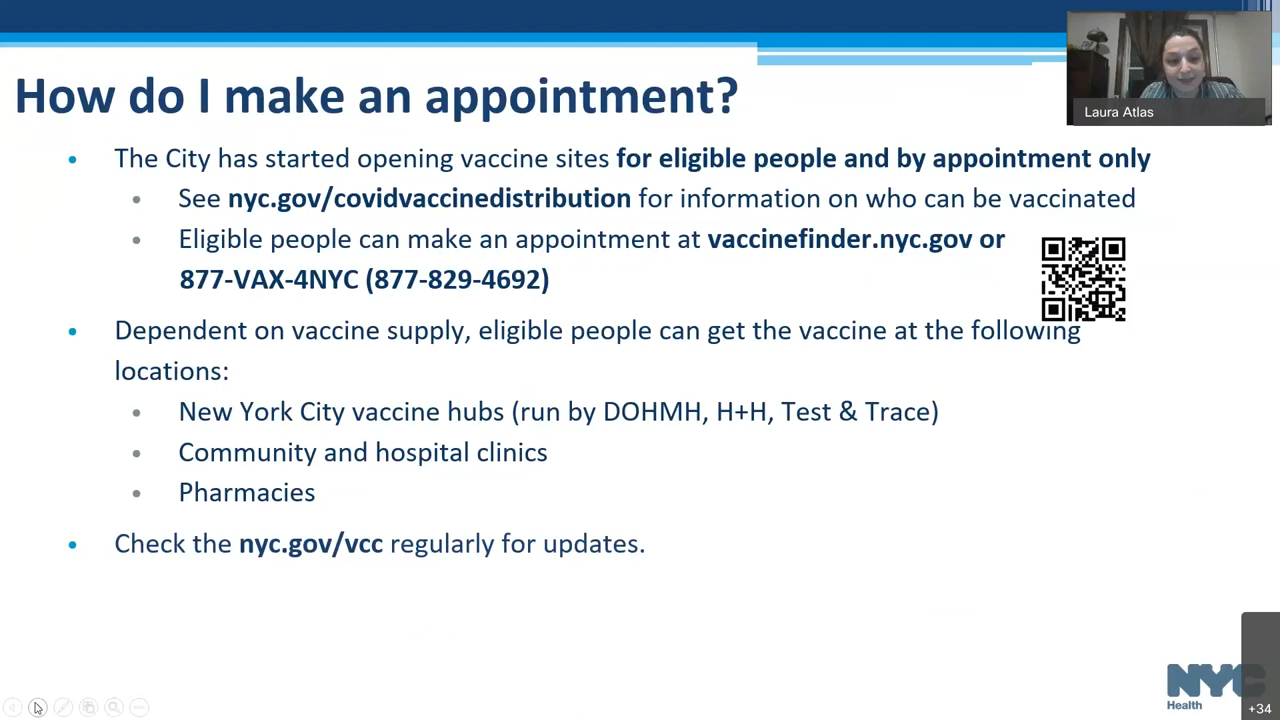 How do I make an appointment?
Laura Atlas
The City has started opening vaccine sites for eligible people and by appointment only
See nyc.gov/covidvaccinedistribution for information on who can be vaccinated
Eligible people can make an appointment at vaccinefinder.nyc.gov or
877-VAX-4NYC (877-829-4692)
Dependent on vaccine supply, eligible people can get the vaccine at the following
locations:
New York City vaccine hubs (run by DOHMH, H+H, Test & Trace)
Community and hospital clinics
Pharmacies
Check the nyc.gov/vcc regularly for updates.
NYC
Health
+34